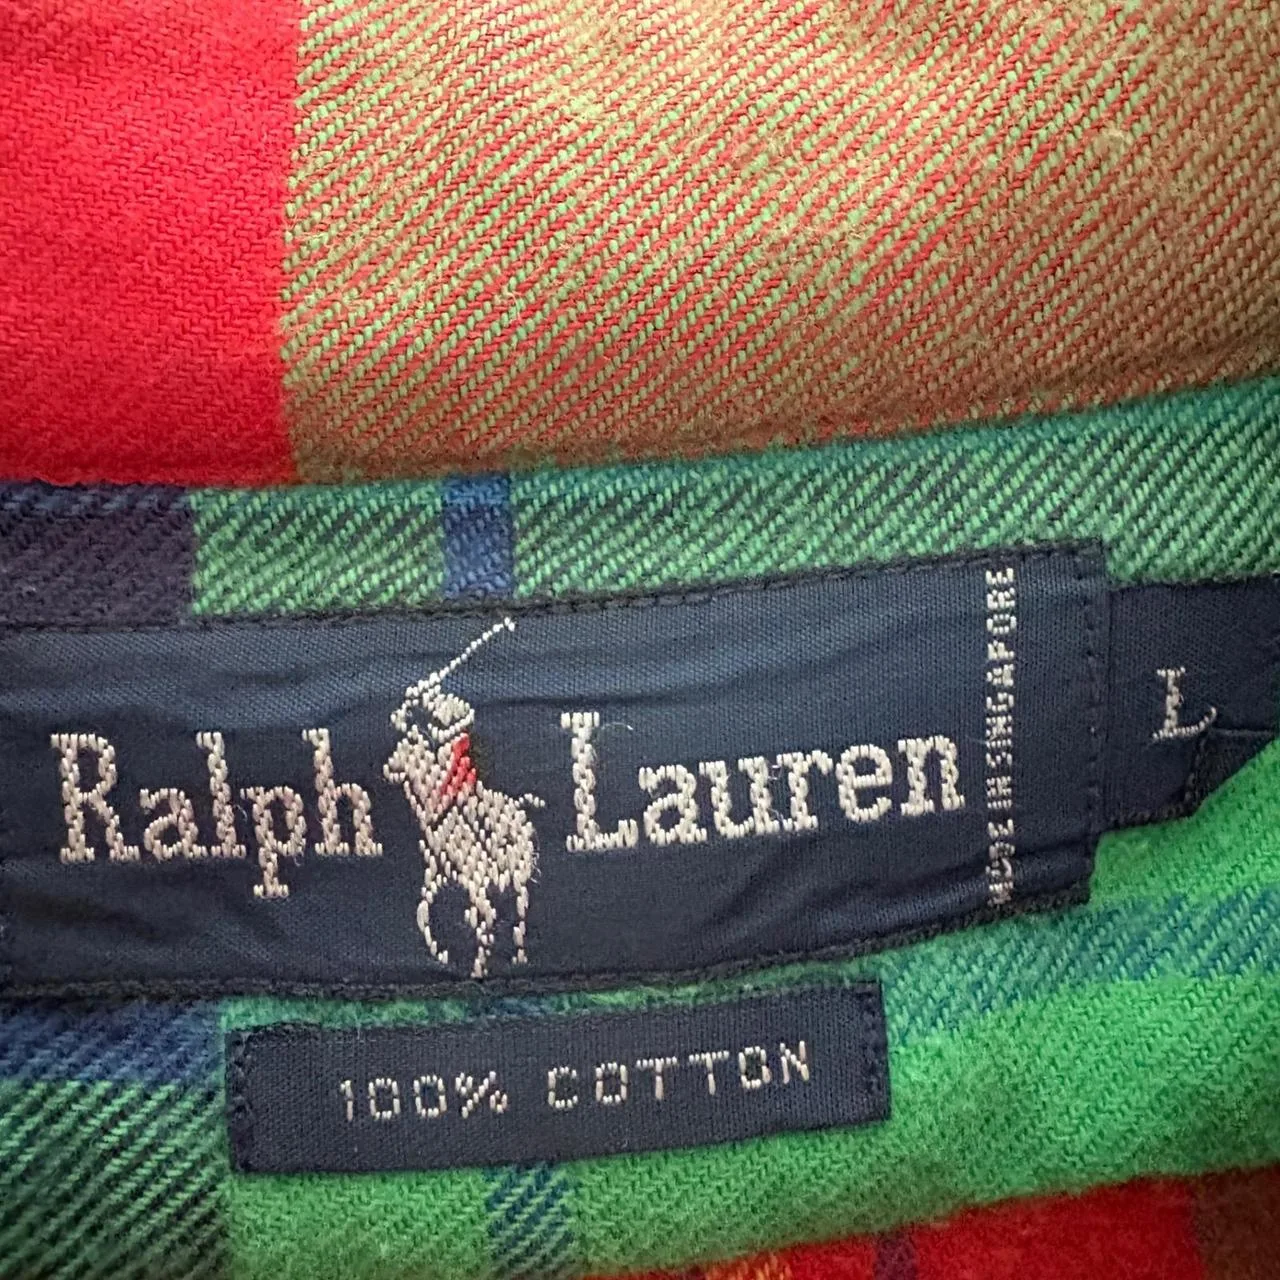 Ralph Lauren
MADE IN SINGAPORE
L
100% COTTON